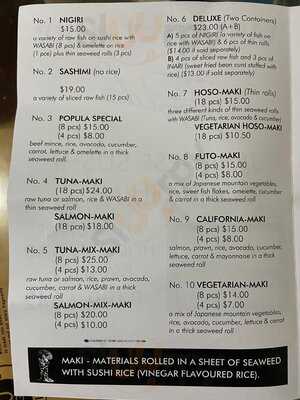 No. 1 NIGIRI
$15.00
a variety of raw fish on sushi rice with
WASABI (8 pcs) & omelette on rice
(1 pcs) plus thin seaweed rolls (3 pcs)
No. 2 SASHIMI (no rice)
$19.00
a variety of sliced raw fish (15 pcs)
No. 3 POPULA SPECIAL
(8 pcs) $15.00
(4 pcs) $8.00
beef mince, rice, avocado, cucumber,
carrot, lettuce & omelette in a thick
seaweed roll.
No. 4 TUNA-MAKI
(18 pcs) $24.00
raw tuna or salmon, rice & WASABI in a
thin seaweed roll
SALMON-MAKI
(18 pcs) $18.00
No. 5 TUNA-MIX-MAKI
(8 pcs) $25.00
(4 pcs) $13.00
raw tuna or salmon, rice, prawn, avocado,
cucumber, carrot & WASABI in a thick
seaweed roll
SALMON-MIX-MAKI
(8 pcs) $20.00
(4 pcs) $10.00
No. 6 DELUXE (Two Containers)
$23.00 (A+B)
A) 5 pcs of NIGIRI (a variety of raw fish on
rice with WASABI) & 6 pcs of thin rolls
($14.00 if sold separately)
B) 4 pcs of sliced raw fish and 3 pcs of
INARI (sweet fried bean curd stuffed with
rice) ($13.00 if sold separately)
No. 7 HOSO-MAKI (Thin rolls)
(18 pcs) $15.00
three different kinds of thin seaweed rolls
with WASABI (Tuna, rice, avocado & cucumber)
VEGETARIAN HOSO-MAKI
(18 pcs) $10.50
No. 8 FUTO-MAKI
(8 pcs) $15.00
(4 pcs) $8.00
a mix of Japanese mountain vegetables,
rice, sweet fish flakes, omelette, cucumber
& carrot in a thick seaweed roll
No. 9 CALIFORNIA-MAKI
(8 pcs) $15.00
(4 pcs) $8.00
salmon, prawn, rice, avocado, cucumber,
lettuce, carrot & mayonnaise in a thick
seaweed roll
No. 10 VEGETARIAN-MAKI
(8 pcs) $14.00
(4 pcs) $7.00
a mix of Japanese mountain vegetables,
rice, avocado, cucumber, lettuce & carrot
in a thick seaweed roll
MAKI - MATERIALS ROLLED IN A SHEET OF SEAWEED
WITH SUSHI RICE (VINEGAR FLAVOURED RICE).